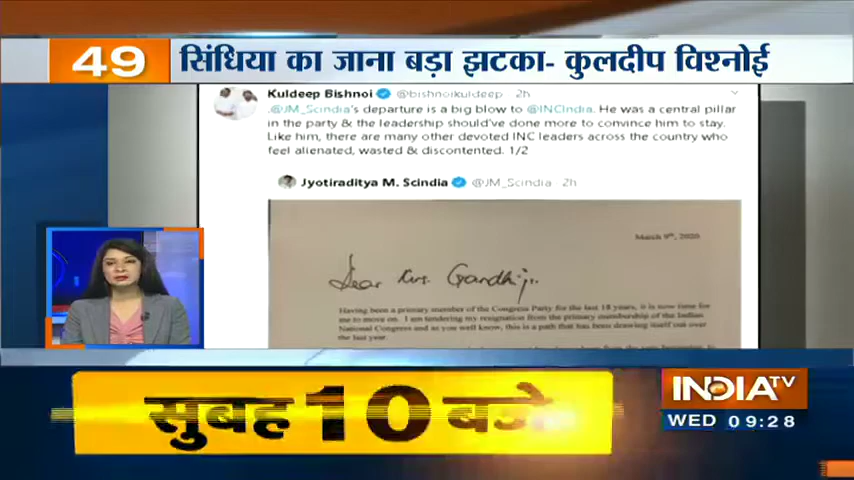 49 सिंधिया का जाना बड़ा झटका- कुलदीप विश्नोई
Kuldeep Bishnoi @bishnoikuldeep · 2h
.@JM_Scindia's departure is a big blow to @INCIndia. He was a central pillar
in the party & the leadership should've done more to convince him to stay.
Like him, there are many other devoted INC leaders across the country who
feel alienated, wasted & discontented. 1/2
Jyotiraditya M. Scindia @JM_Scindia · 2h
March 9th, 2020
Dear Mrs. Gandhiji,
Having been a primary member of the Congress Party for the last 18 years, it is now time for
me to move on. I am tendering my resignation from the primary membership of the Indian
National Congress and as you well know, this is a path that has been drawing itself out over
the last year.
सुबह 10 बजे
INDIA TV
WED 09:28